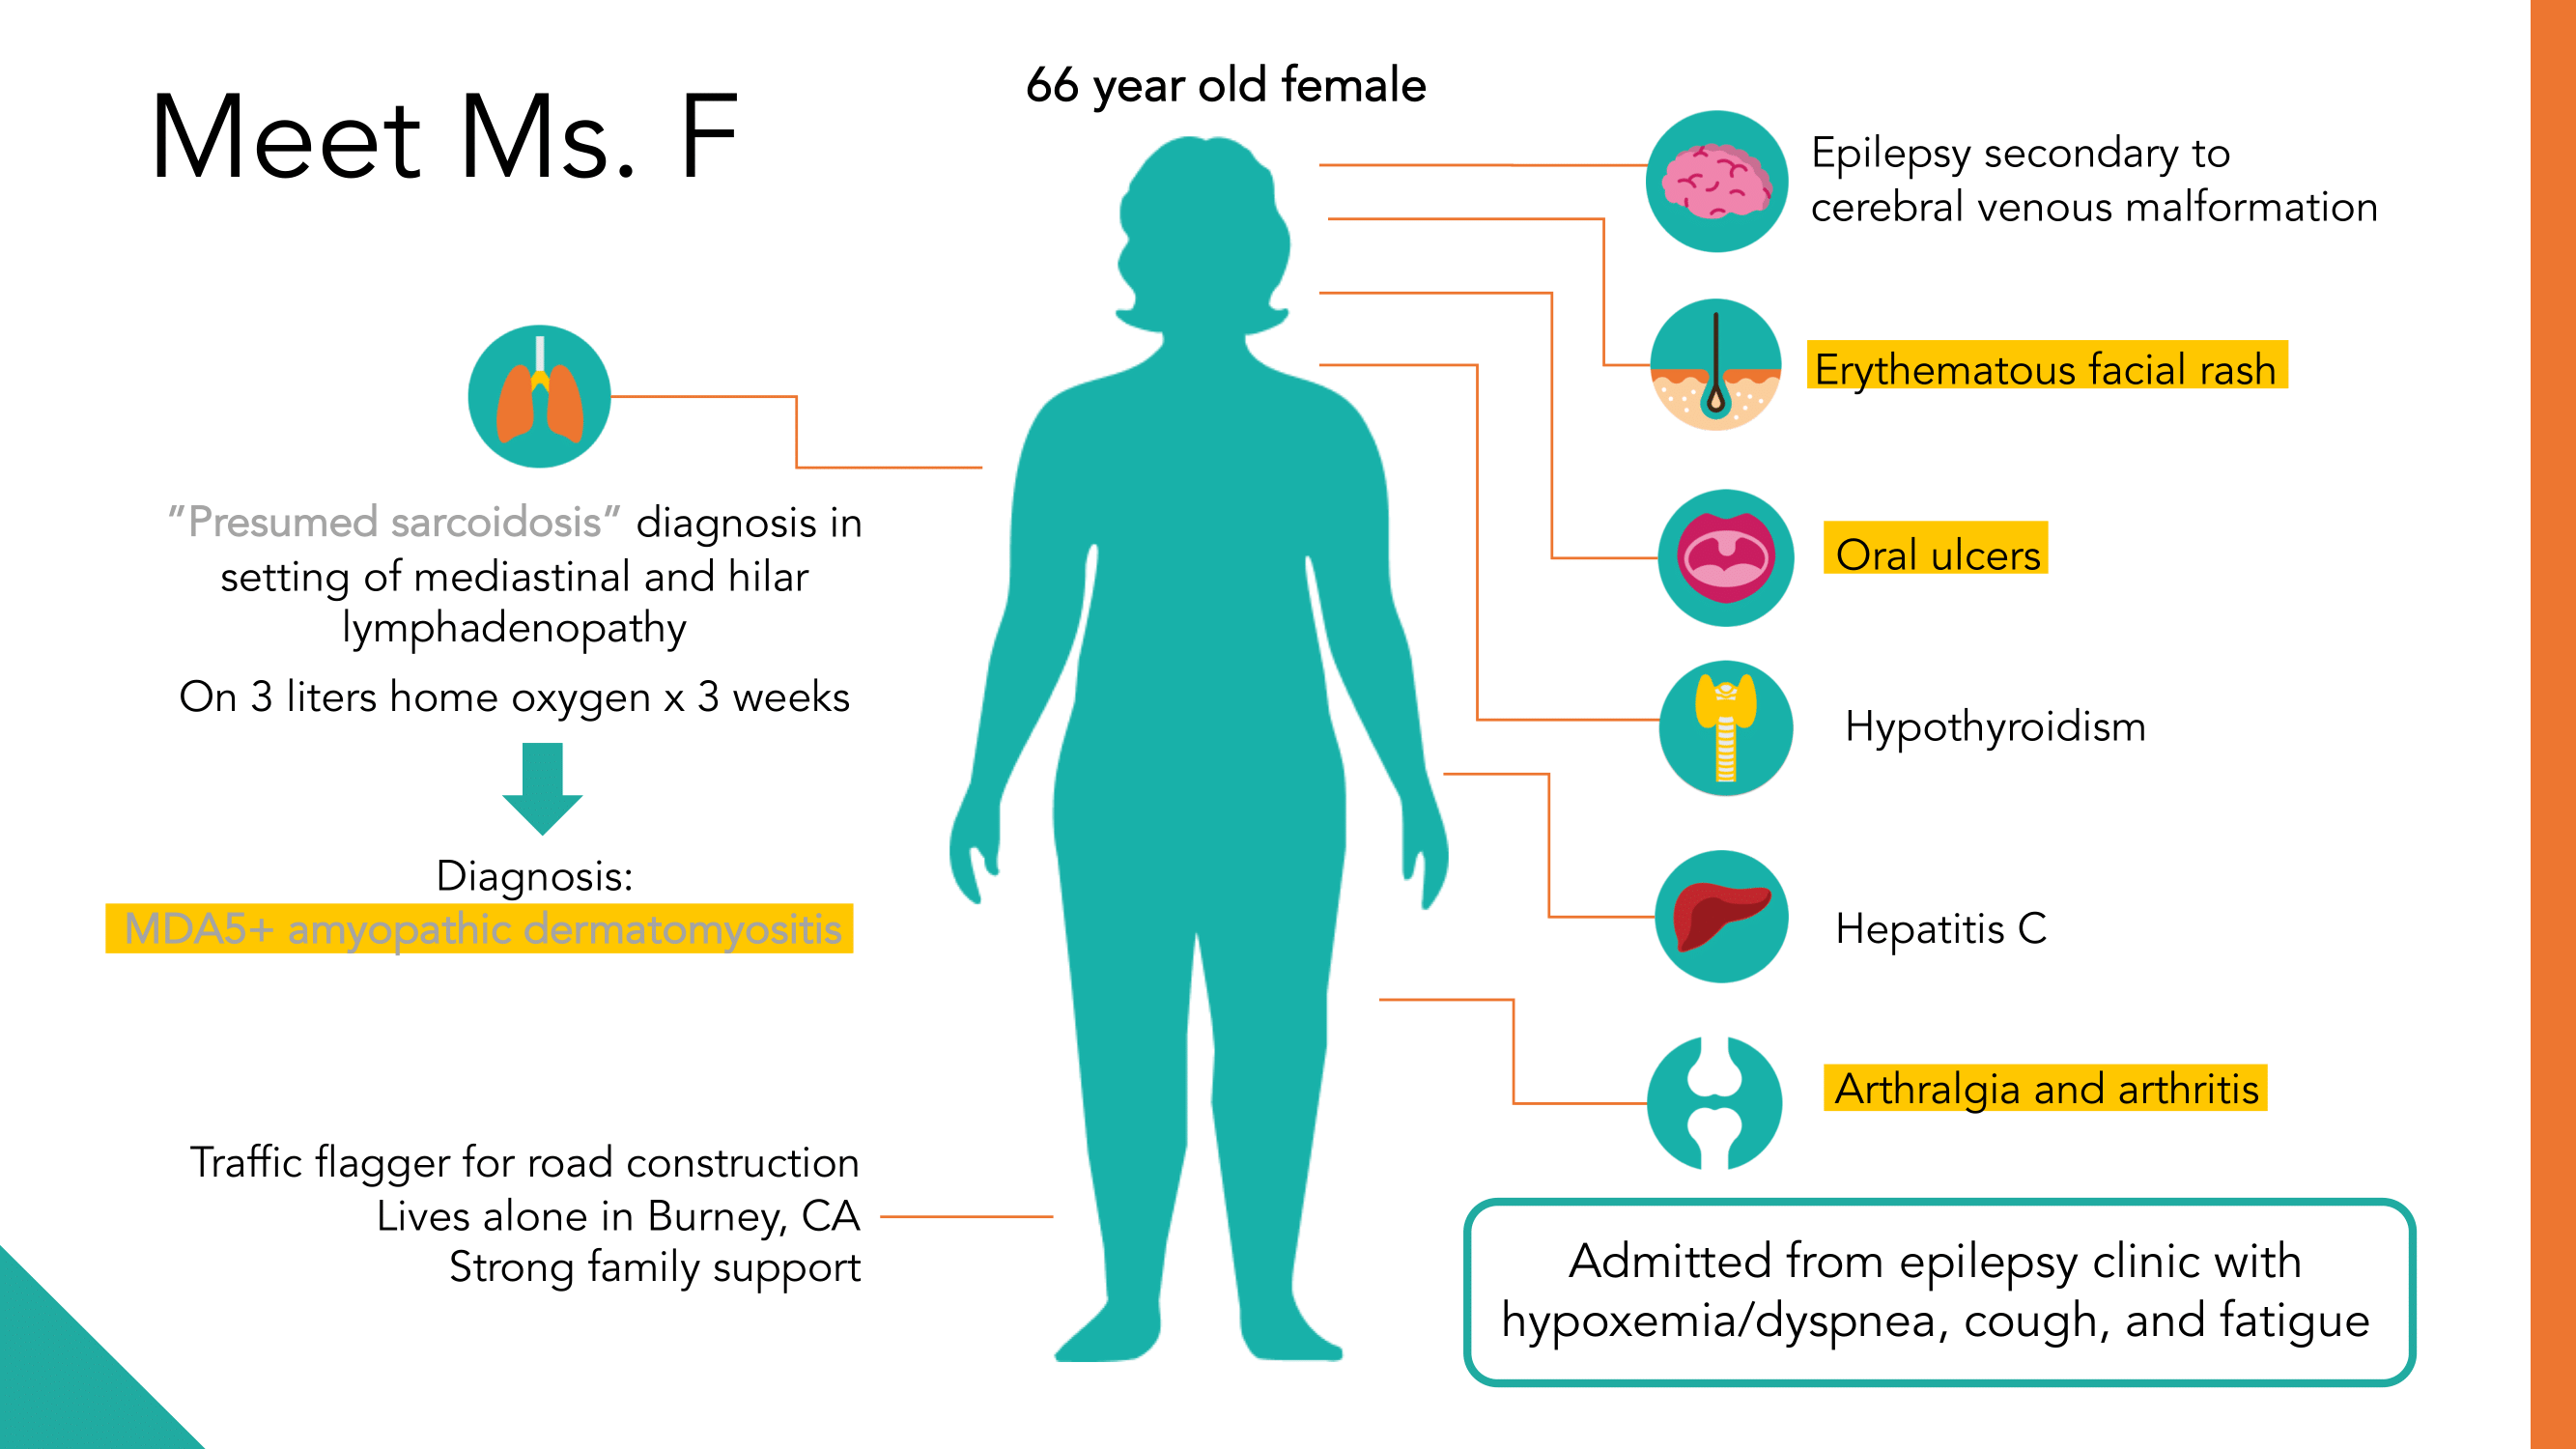 Meet Ms. F
66 year old female
Epilepsy secondary to
cerebral venous malformation
Erythematous facial rash
Oral ulcers
Hypothyroidism
Hepatitis C
Arthralgia and arthritis
"Presumed sarcoidosis" diagnosis in
setting of mediastinal and hilar
lymphadenopathy
On 3 liters home oxygen x 3 weeks
Diagnosis:
MDA5+ amyopathic dermatomyositis
Traffic flagger for road construction
Lives alone in Burney, CA
Strong family support
Admitted from epilepsy clinic with
hypoxemia/dyspnea, cough, and fatigue